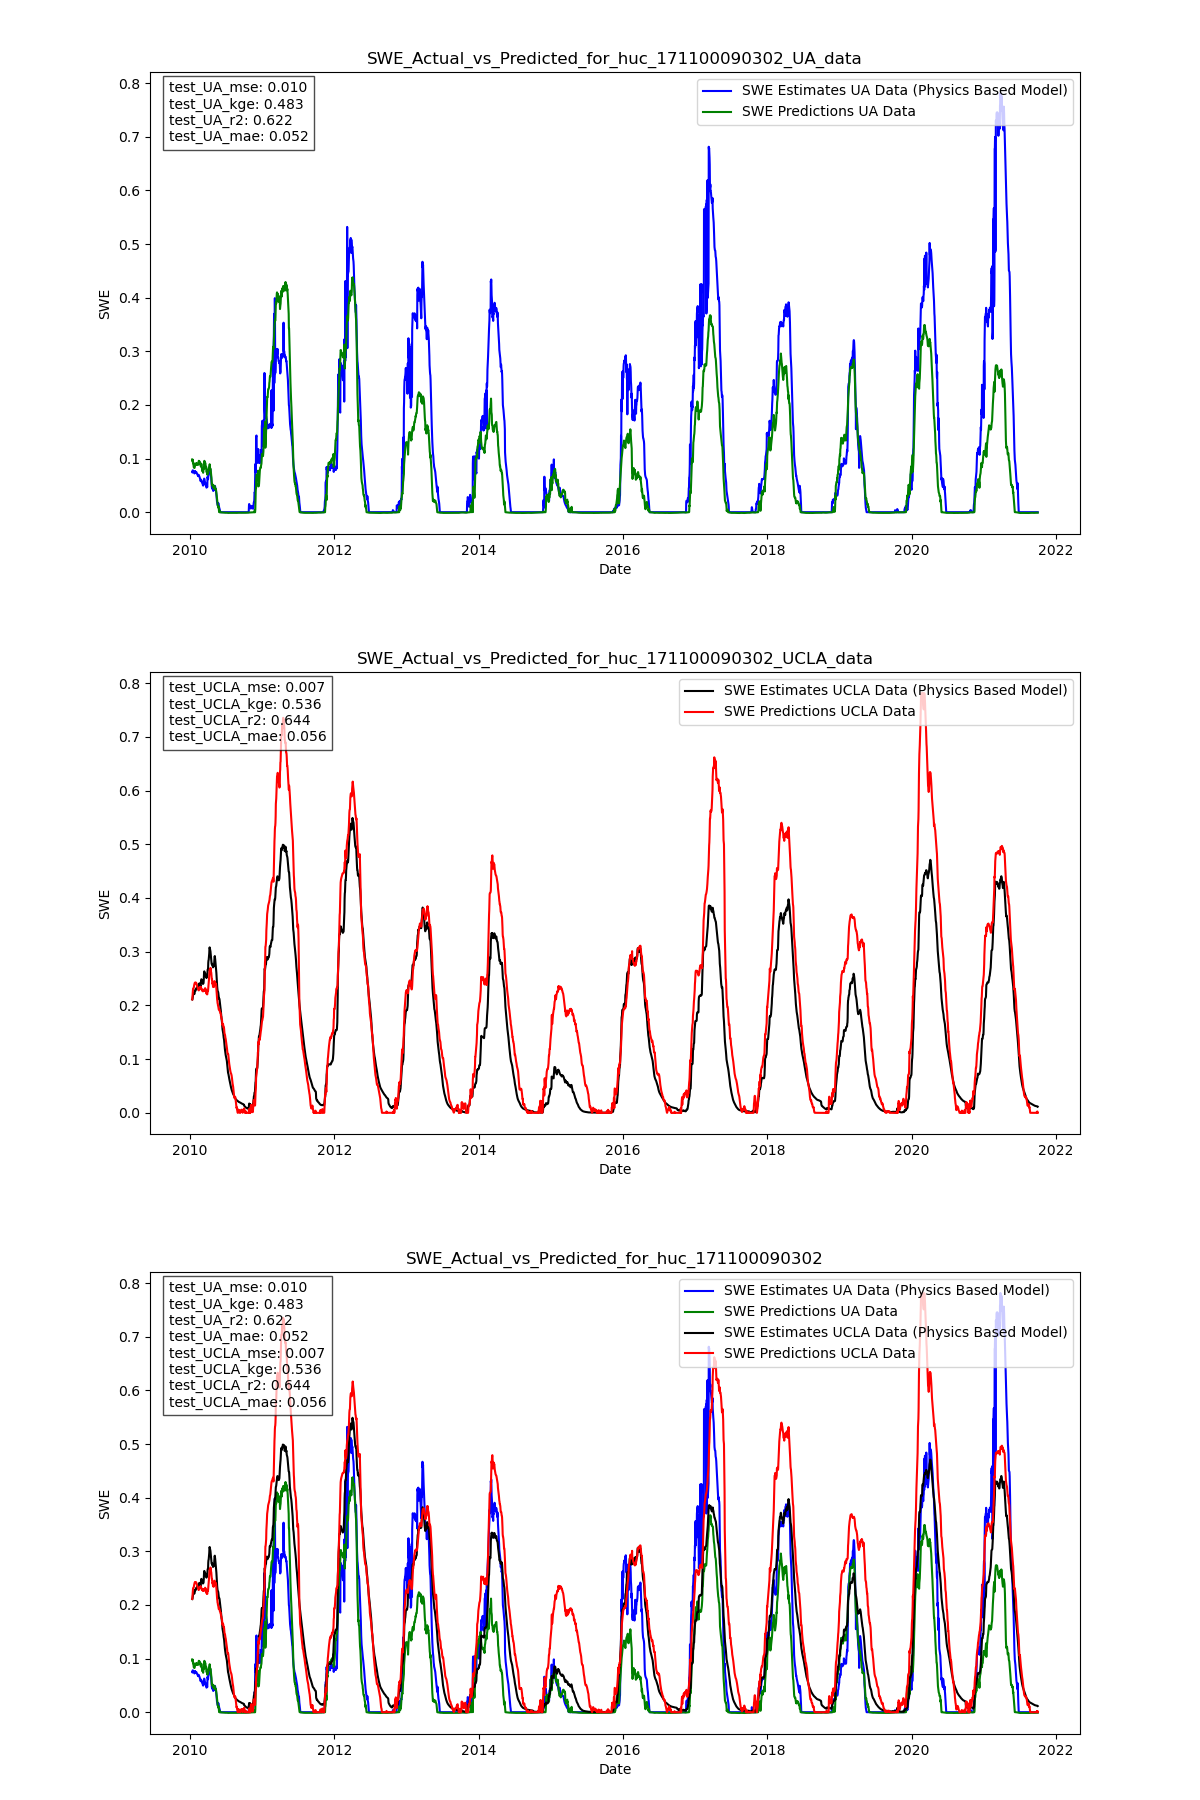 SWE_Actual_vs_Predicted_for_huc_171100090302_UA_data
test_UA_mse: 0.010
test_UA_kge: 0.483
test_UA_r2: 0.622
test_UA_mae: 0.052
SWE Estimates UA Data (Physics Based Model)
SWE Predictions UA Data
0.8
0.7
0.6
0.5
0.4
0.3
0.2
0.1
0.0
SWE
2010 2012 2014 2016 2018 2020 2022
Date
SWE_Actual_vs_Predicted_for_huc_171100090302_UCLA_data
test_UCLA_mse: 0.007
test_UCLA_kge: 0.536
test_UCLA_r2: 0.644
test_UCLA_mae: 0.056
SWE Estimates UCLA Data (Physics Based Model)
SWE Predictions UCLA Data
0.8
0.7
0.6
0.5
0.4
0.3
0.2
0.1
0.0
SWE
2010 2012 2014 2016 2018 2020 2022
Date
SWE_Actual_vs_Predicted_for_huc_171100090302
test_UA_mse: 0.010
test_UA_kge: 0.483
test_UA_r2: 0.622
test_UA_mae: 0.052
test_UCLA_mse: 0.007
test_UCLA_kge: 0.536
test_UCLA_r2: 0.644
test_UCLA_mae: 0.056
SWE Estimates UA Data (Physics Based Model)
SWE Predictions UA Data
SWE Estimates UCLA Data (Physics Based Model)
SWE Predictions UCLA Data
0.8
0.7
0.6
0.5
0.4
0.3
0.2
0.1
0.0
SWE
2010 2012 2014 2016 2018 2020 2022
Date